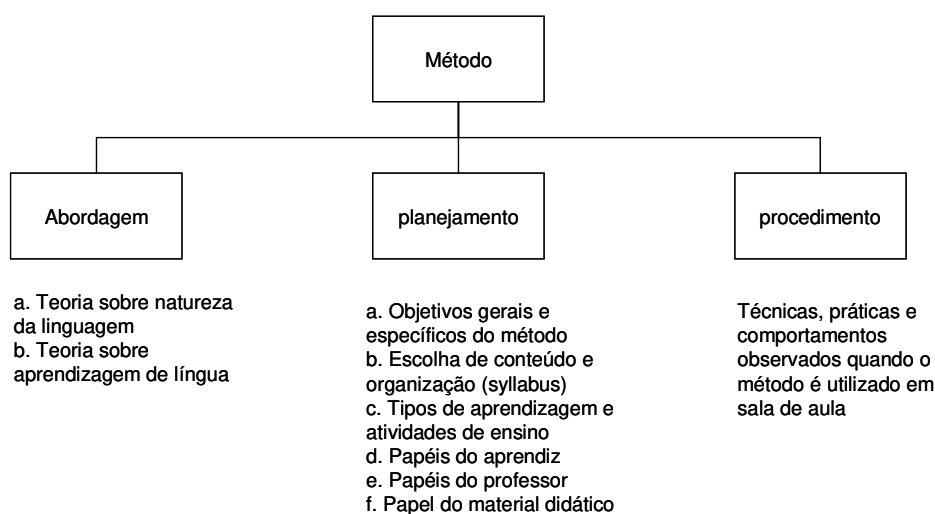 Método
Abordagem
planejamento
procedimento
a. Teoria sobre natureza
da linguagem
b. Teoria sobre
aprendizagem de língua
a. Objetivos gerais e
específicos do método
b. Escolha de conteúdo e
organização (syllabus)
c. Tipos de aprendizagem e
atividades de ensino
d. Papéis do aprendiz
e. Papéis do professor
f. Papel do material didático
Técnicas, práticas e
comportamentos
observados quando o
método é utilizado em
sala de aula